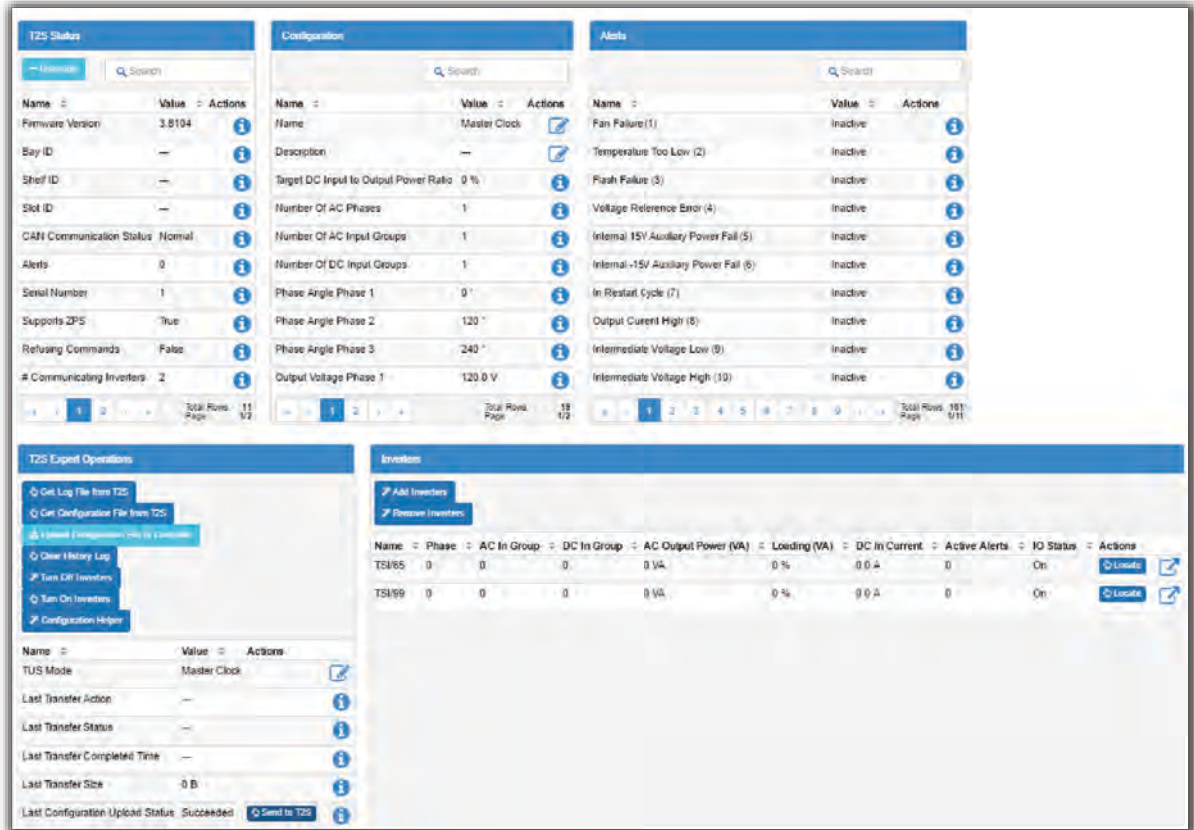 T2S Status
Search
Name Value Actions
Firmware Version 3.8104
Bay ID —
Shelf ID —
Slot ID —
CAN Communication Status Normal
Alerts 0
Serial Number 1
Supports ZPS True
Refusing Commands False
# Communicating Inverters 2
1 2
Total Rows 11
Page 1/2
Configuration
Search
Name Value Actions
Name Master Clock
Description —
Target DC Input to Output Power Ratio 0 %
Number Of AC Phases 1
Number Of AC Input Groups 1
Number Of DC Input Groups 1
Phase Angle Phase 1 0 °
Phase Angle Phase 2 120 °
Phase Angle Phase 3 240 °
Output Voltage Phase 1 120.0 V
1 2
Total Rows
Page 1/2
Alerts
Search
Name Value Actions
Fan Failure (1) Inactive
Temperature Too Low (2) Inactive
Flash Failure (3) Inactive
Voltage Reference Error (4) Inactive
Internal 15V Auxiliary Power Fail (5) Inactive
Internal -15V Auxiliary Power Fail (6) Inactive
In Restart Cycle (7) Inactive
Output Current High (8) Inactive
Intermediate Voltage Low (9) Inactive
Intermediate Voltage High (10) Inactive
1 2 3 4 5 6 7 8 9
Total Rows 161
Page 1/11
T2S Expert Operations
Get Log File from T2S
Get Configuration File from T2S
Upload Configuration File to Controller
Clear History Log
Turn Off Inverters
Turn On Inverters
Configuration Helper
Name Value Actions
TUS Mode Master Clock
Last Transfer Action —
Last Transfer Status —
Last Transfer Completed Time —
Last Transfer Size 0 B
Last Configuration Upload Status Succeeded Send to T2S
Inverters
Add Inverters
Remove Inverters
Name Phase AC In Group DC In Group AC Output Power (VA) Loading (VA) DC In Current Active Alerts IO Status Actions
TSI/65 0 0 0 0 VA 0 % 0.0 A 0 On Locate
TSI/99 0 0 0 0 VA 0 % 0.0 A 0 On Locate